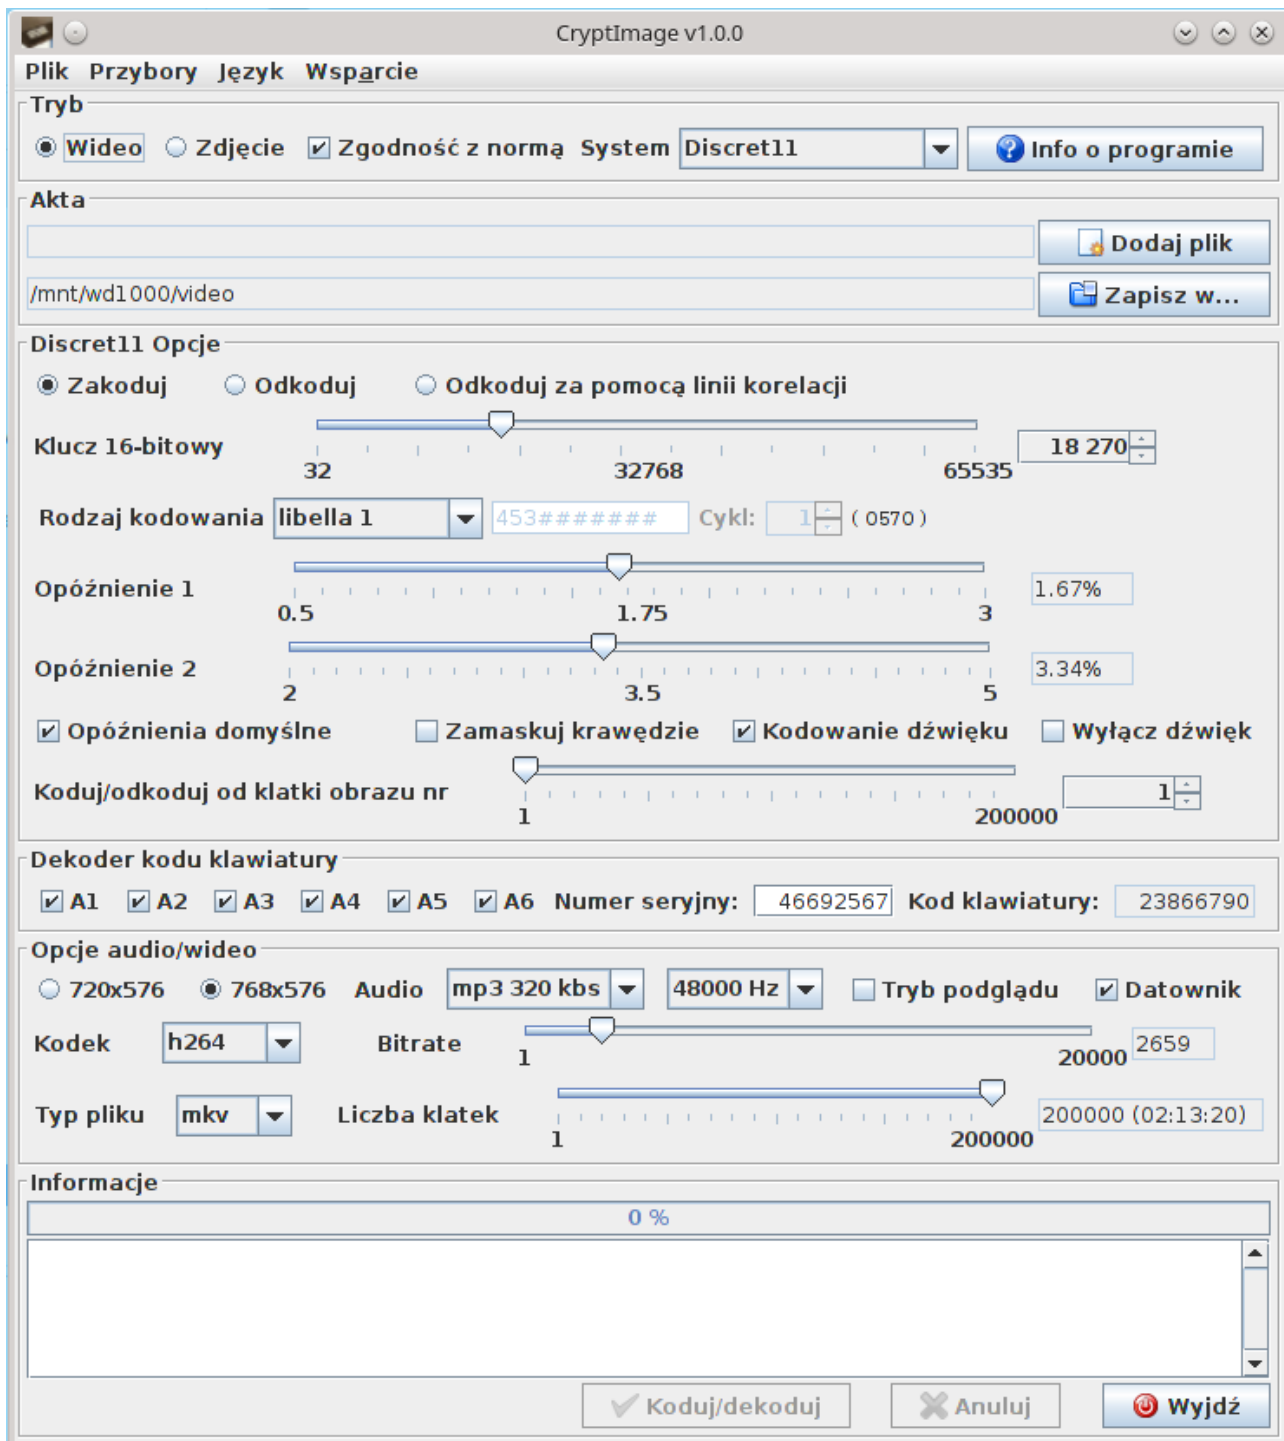 CryptImage v1.0.0
Plik Przybory Język Wsparcie
Tryb
Wideo Zdjęcie Zgodność z normą System Discret11 Info o programie
Akta
Dodaj plik
/mnt/wd1000/video Zapisz w...
Discret11 Opcje
Zakoduj Odkoduj Odkoduj za pomocą linii korelacji
Klucz 16-bitowy 18 270
32 32768 65535
Rodzaj kodowania libella 1 453####### Cykl: 1 ( 0570 )
Opóźnienie 1 1.67%
0.5 1.75 3
Opóźnienie 2 3.34%
2 3.5 5
Opóźnienia domyślne Zamaskuj krawędzie Kodowanie dźwięku Wyłącz dźwięk
Koduj/odkoduj od klatki obrazu nr 1
1 200000
Dekoder kodu klawiatury
A1 A2 A3 A4 A5 A6 Numer seryjny: 46692567 Kod klawiatury: 23866790
Opcje audio/wideo
720x576 768x576 Audio mp3 320 kbs 48000 Hz Tryb podglądu Datownik
Kodek h264 Bitrate 1 20000 2659
Typ pliku mkv Liczba klatek 200000 (02:13:20)
1 200000
Informacje
0 %
Koduj/dekoduj Anuluj Wyjdź